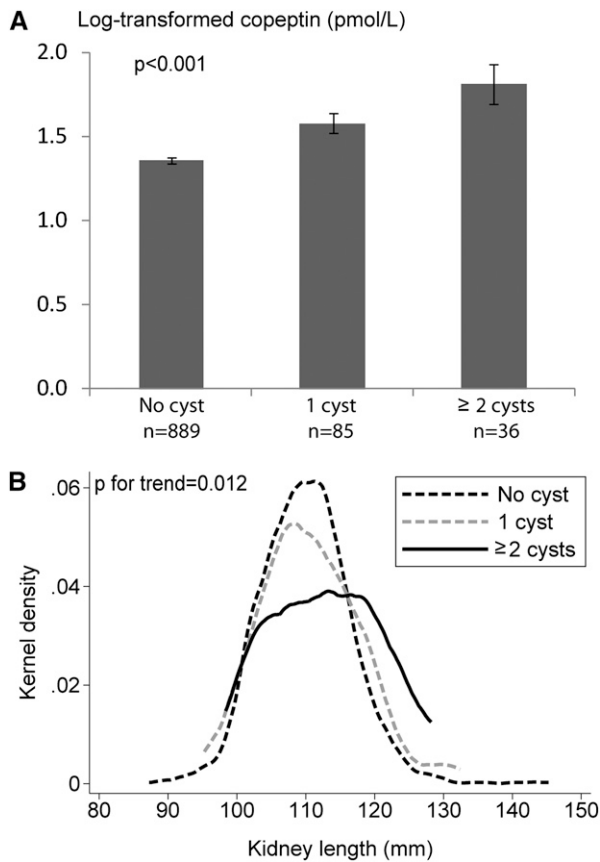 A Log-transformed copeptin (pmol/L)
2.0
p<0.001
1.5
1.0
0.5
0.0
No cyst 1 cyst ≥ 2 cysts
n=889 n=85 n=36
B
.06 p for trend=0.012
No cyst
1 cyst
≥2 cysts
.04
Kernel density
.02
0
80 90 100 110 120 130 140 150
Kidney length (mm)